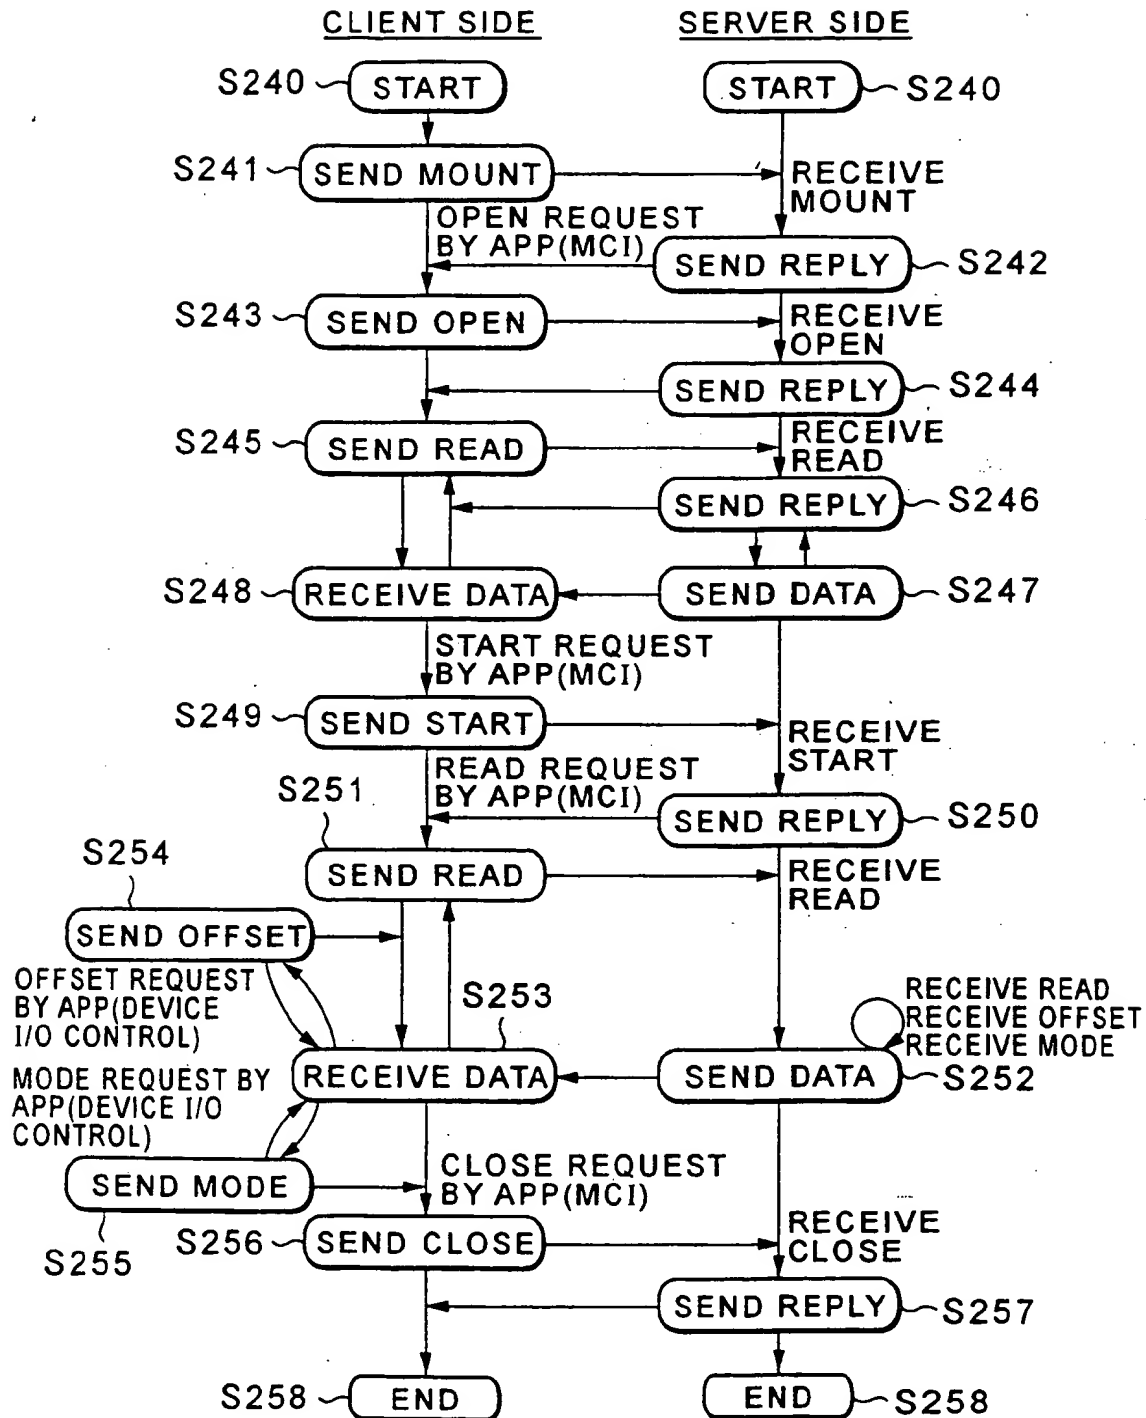 CLIENT SIDE
SERVER SIDE
S240
START
START
S240
S241
SEND MOUNT
RECEIVE
MOUNT
OPEN REQUEST
BY APP(MCI)
SEND REPLY
S242
S243
SEND OPEN
RECEIVE
OPEN
SEND REPLY
S244
S245
SEND READ
RECEIVE
READ
SEND REPLY
S246
S248
RECEIVE DATA
SEND DATA
S247
START REQUEST
BY APP(MCI)
S249
SEND START
RECEIVE
START
READ REQUEST
BY APP(MCI)
S251
SEND REPLY
S250
S254
SEND READ
RECEIVE
READ
SEND OFFSET
OFFSET REQUEST
BY APP(DEVICE
I/O CONTROL)
S253
RECEIVE READ
RECEIVE OFFSET
RECEIVE MODE
RECEIVE DATA
SEND DATA
S252
MODE REQUEST BY
APP(DEVICE I/O
CONTROL)
CLOSE REQUEST
BY APP(MCI)
SEND MODE
S255
S256
SEND CLOSE
RECEIVE
CLOSE
SEND REPLY
S257
S258
END
END
S258